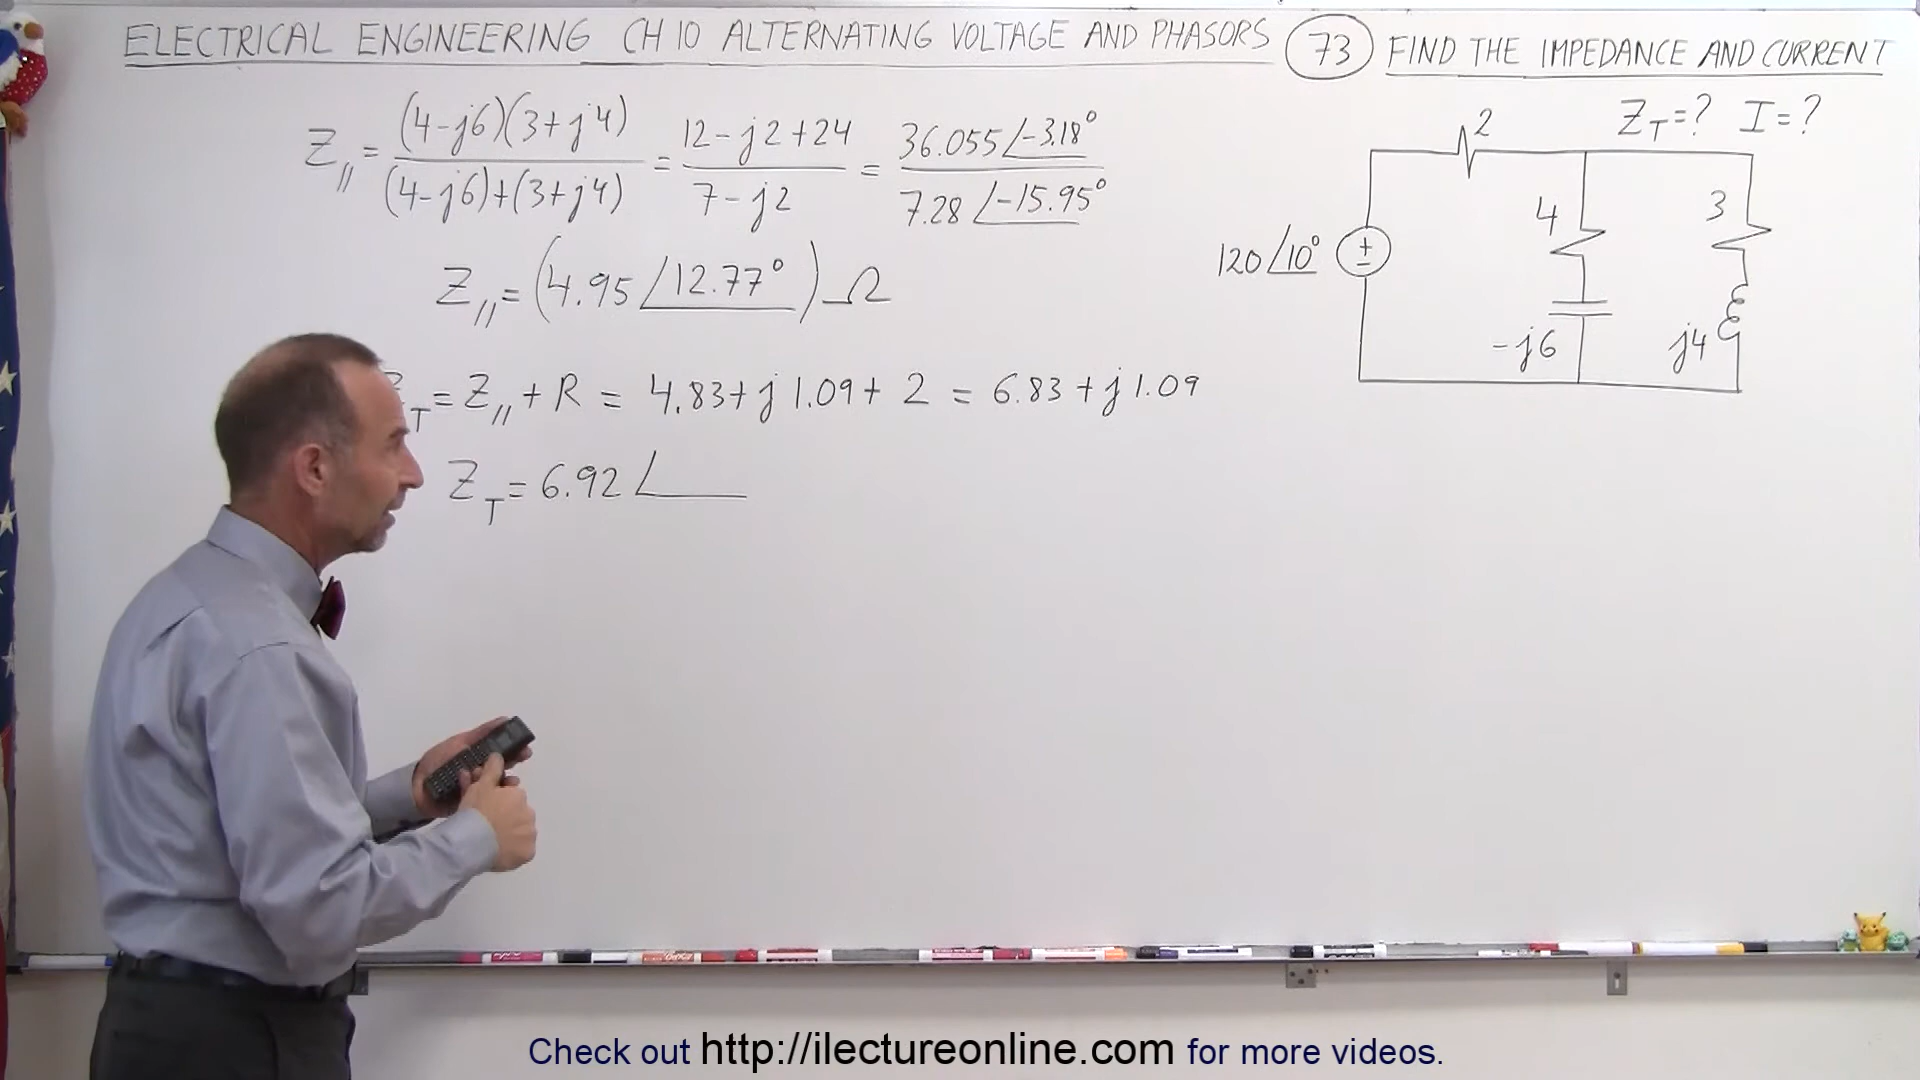 ELECTRICAL ENGINEERING CH 10 ALTERNATING VOLTAGE AND PHASORS (73) FIND THE IMPEDANCE AND CURRENT
Z// = (4-j6)(3+j4) / (4-j6)+(3+j4) = 12-j2+24 / 7-j2 = 36.055∠-3.18° / 7.28∠-15.95°
Z// = (4.95∠12.77°)Ω
T = Z// + R = 4.83+j1.09+2 = 6.83+j1.09
ZT = 6.92∠
ZT=? I=?
2
4
3
120∠10°
+
-
-j6
j4
Check out http://ilectureonline.com for more videos.